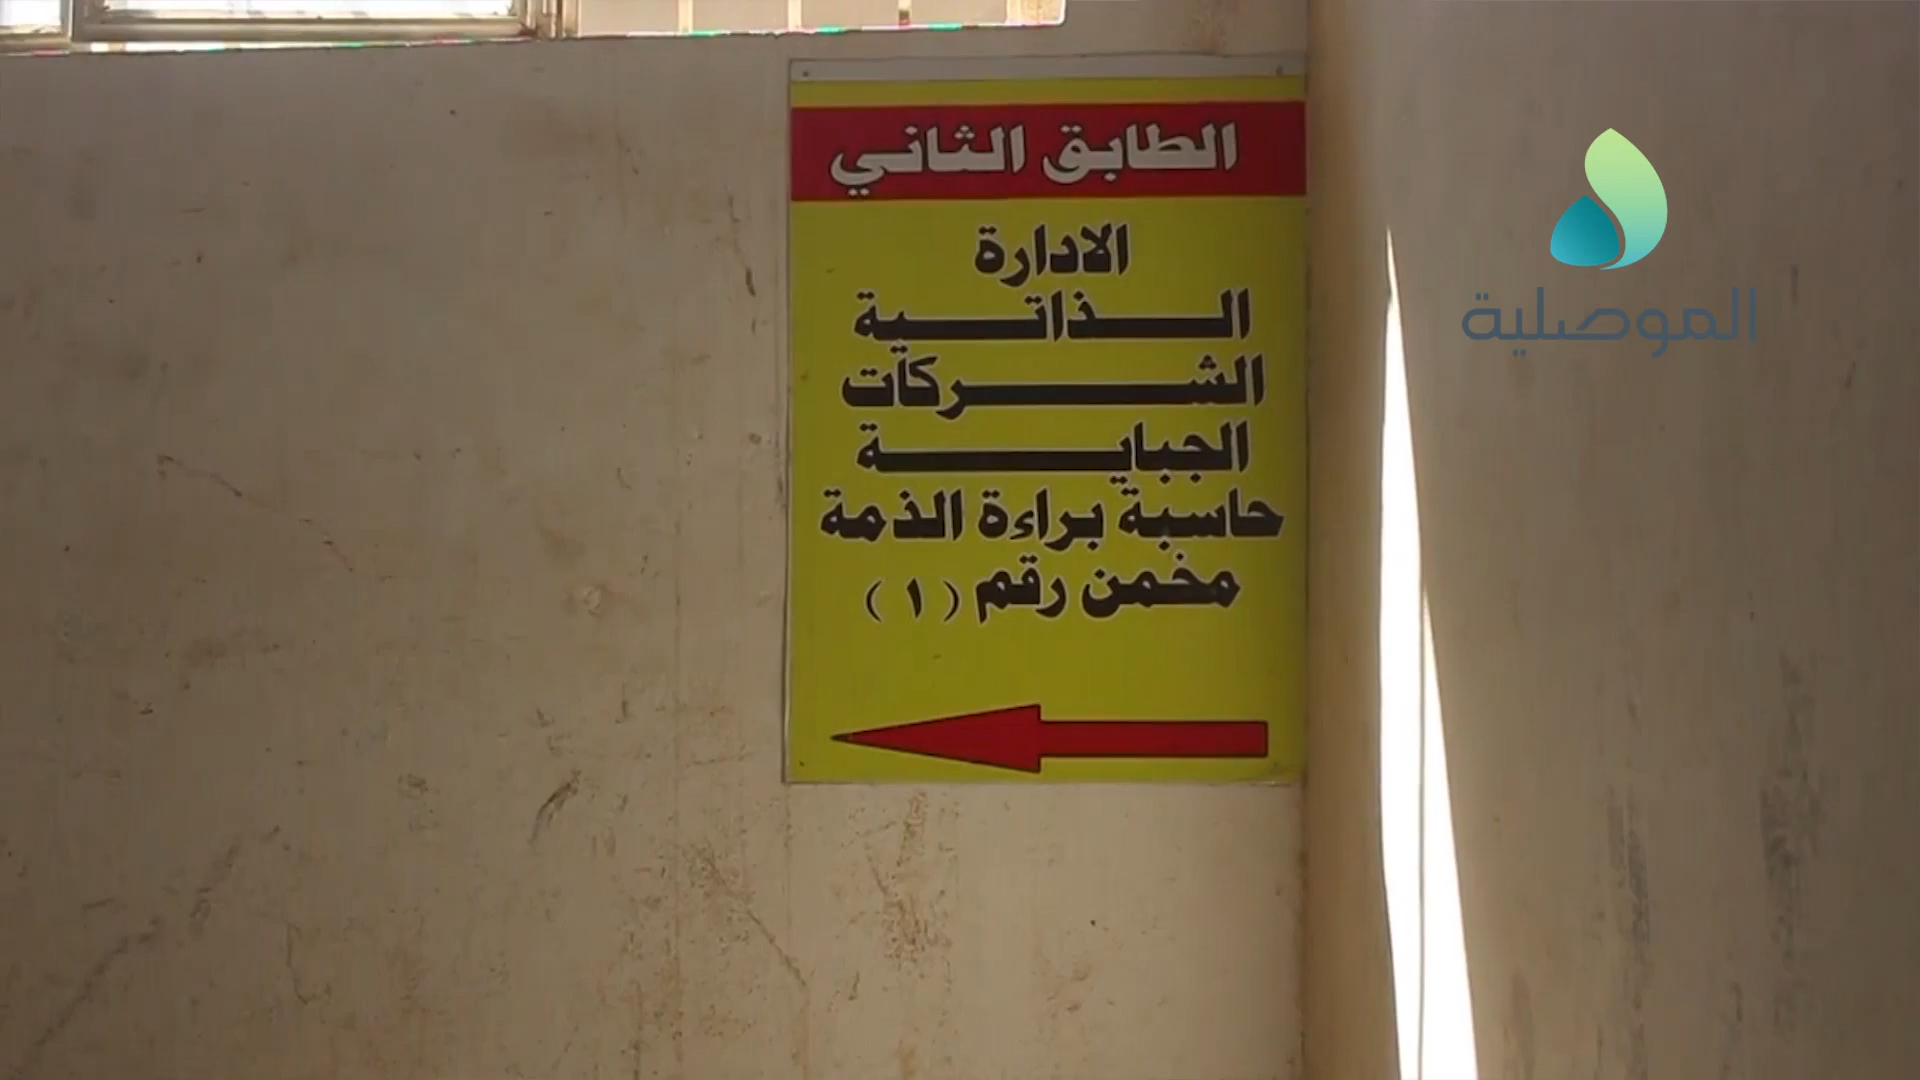 الطابق الثاني
الادارة
الذاتية
الشركات
الجباية
حاسبة براءة الذمة
مخمن رقم ( ١ )
الموصلية